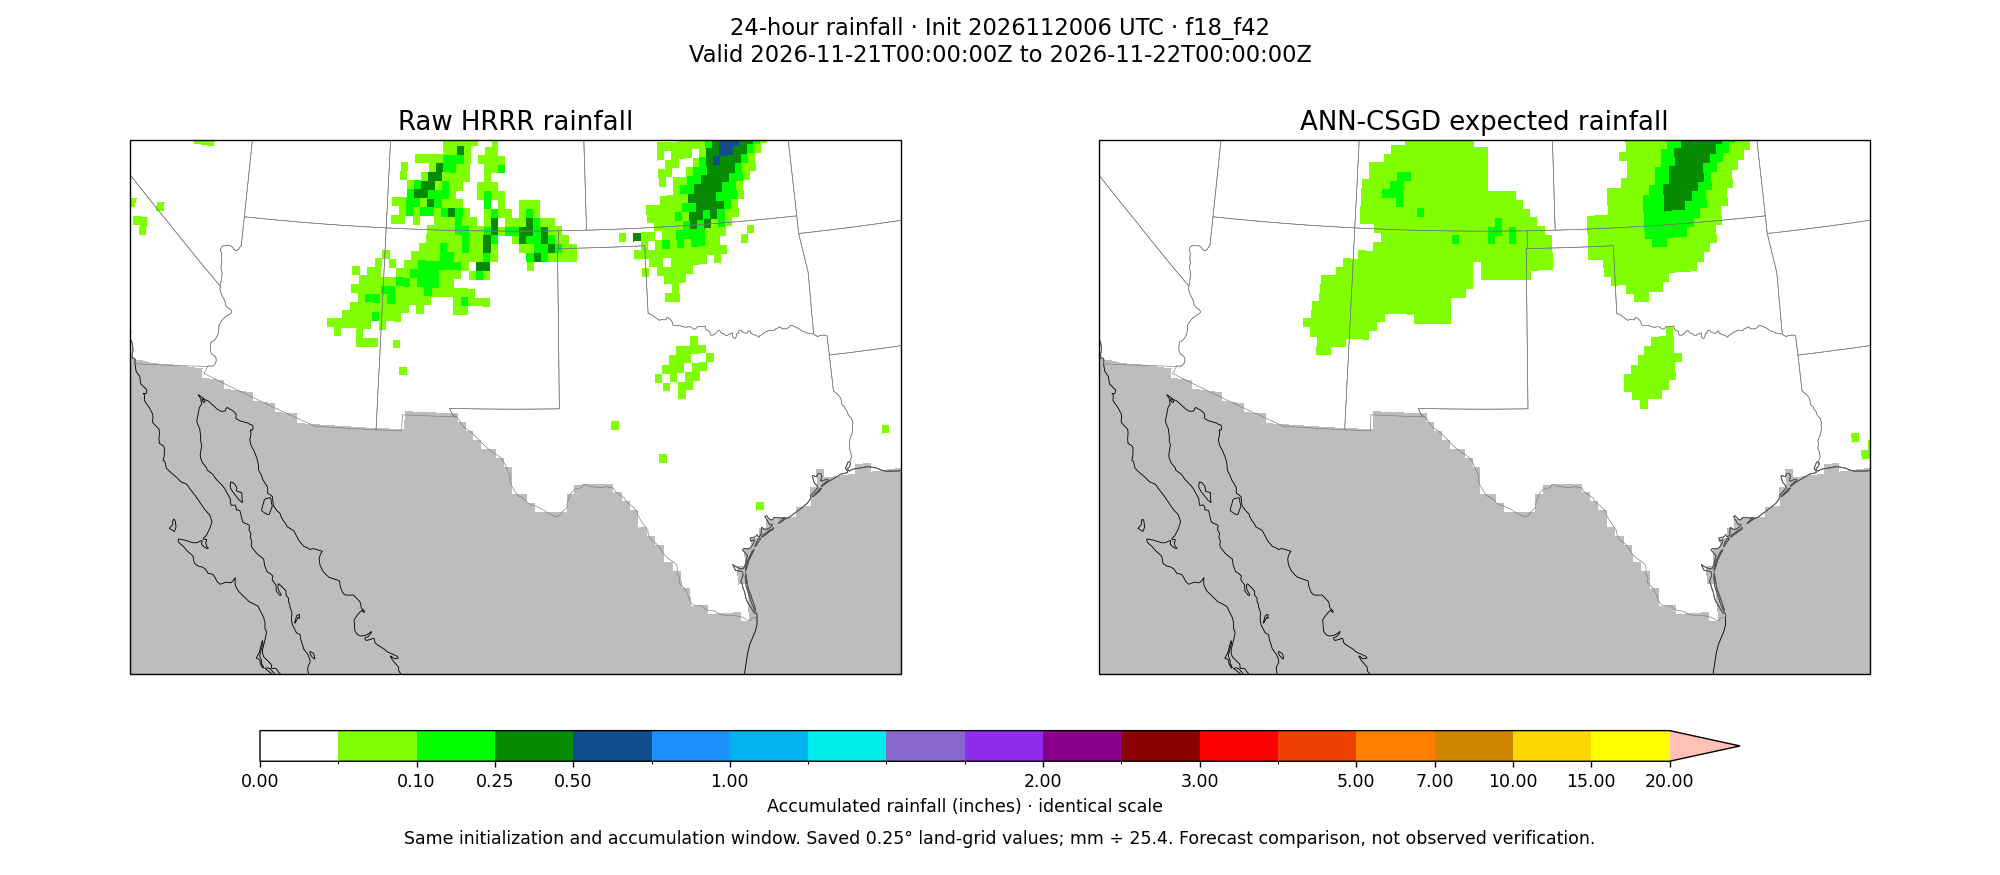 24-hour rainfall · Init 2026112006 UTC · f18_f42
Valid 2026-11-21T00:00:00Z to 2026-11-22T00:00:00Z
Raw HRRR rainfall
ANN-CSGD expected rainfall
0.00 0.10 0.25 0.50 1.00 2.00 3.00 5.00 7.00 10.00 15.00 20.00
Accumulated rainfall (inches) · identical scale
Same initialization and accumulation window. Saved 0.25° land-grid values; mm ÷ 25.4. Forecast comparison, not observed verification.